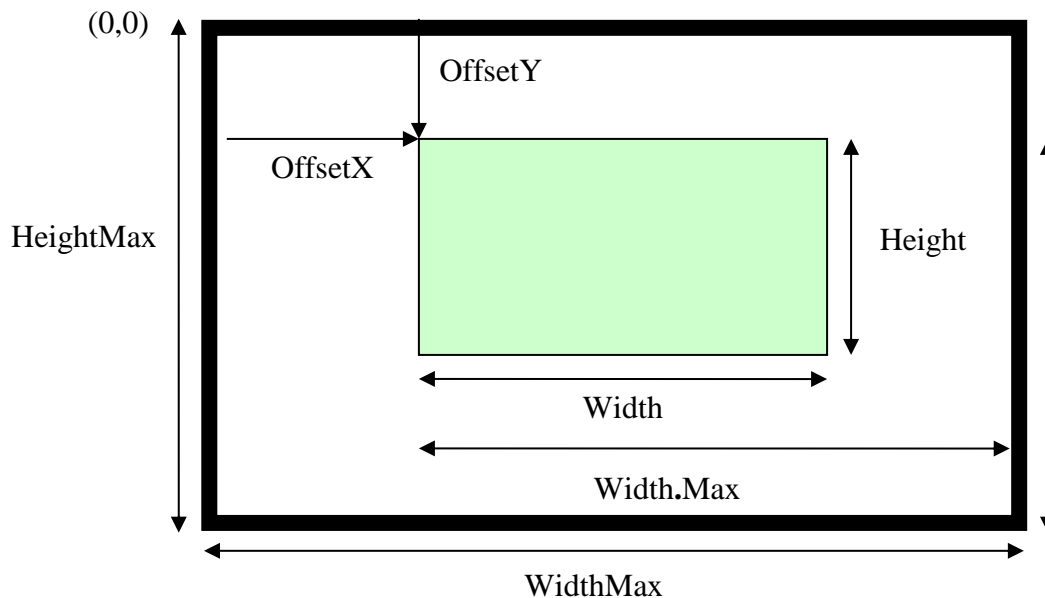 (0,0)
OffsetY
OffsetX
HeightMax
Height
Width
Width.Max
WidthMax